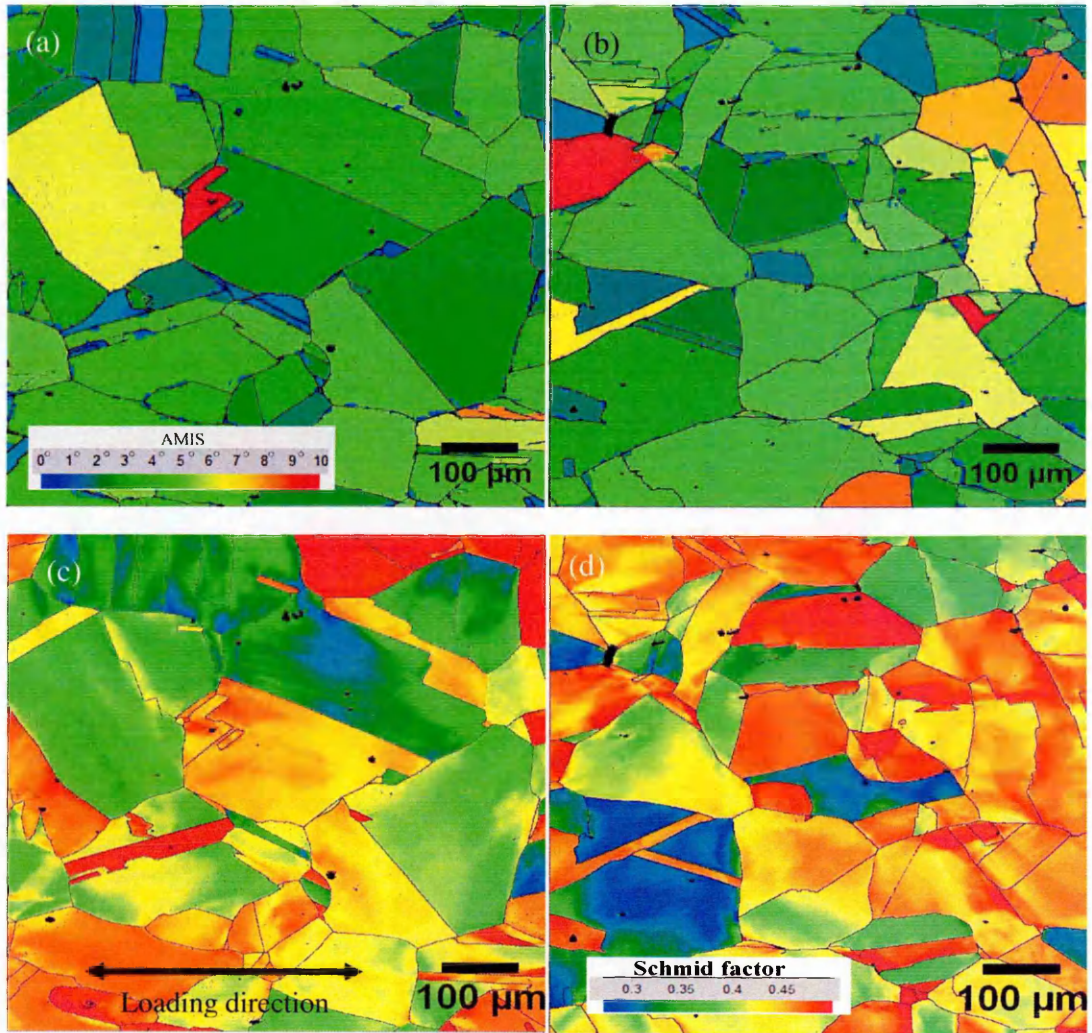 (a)
(b)
AMIS
0° 1° 2° 3° 4° 5° 6° 7° 8° 9° 10
100 µm
100 µm
(c)
(d)
Loading direction
100 µm
Schmid factor
0.3 0.35 0.4 0.45
100 µm